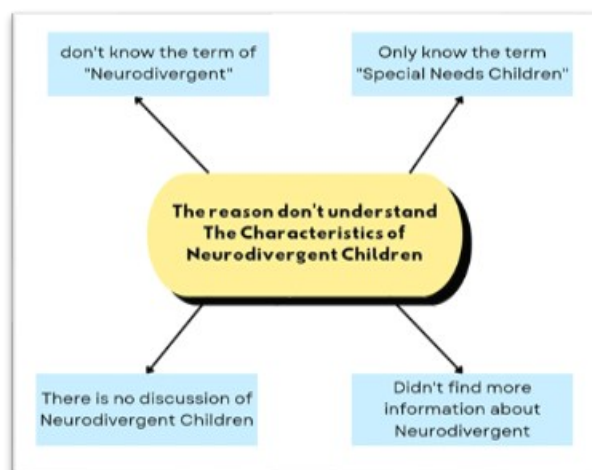 don't know the term of
"Neurodivergent"
Only know the term
"Special Needs Children"
The reason don't understand
The Characteristics of
Neurodivergent Children
There is no discussion of
Neurodivergent Children
Didn't find more
information about
Neurodivergent